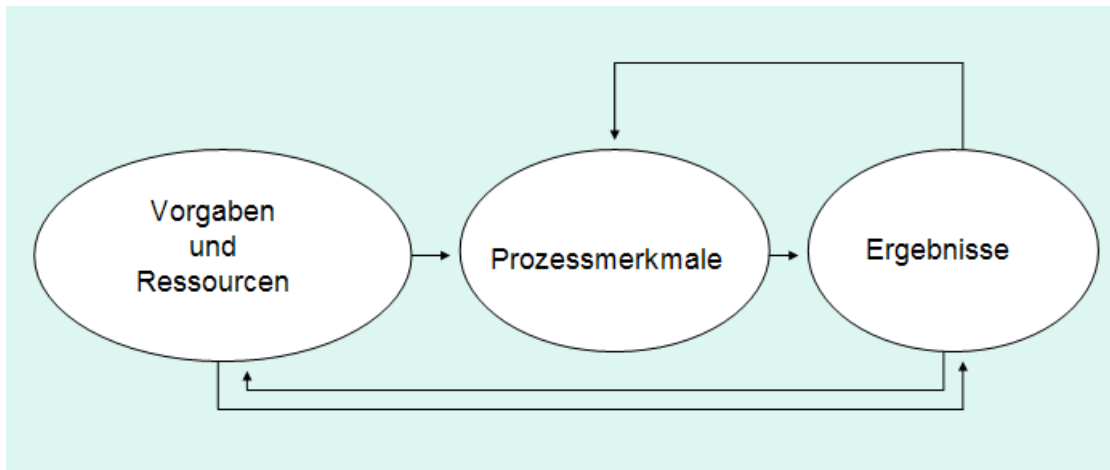 Vorgaben
und
Ressourcen
Prozessmerkmale
Ergebnisse